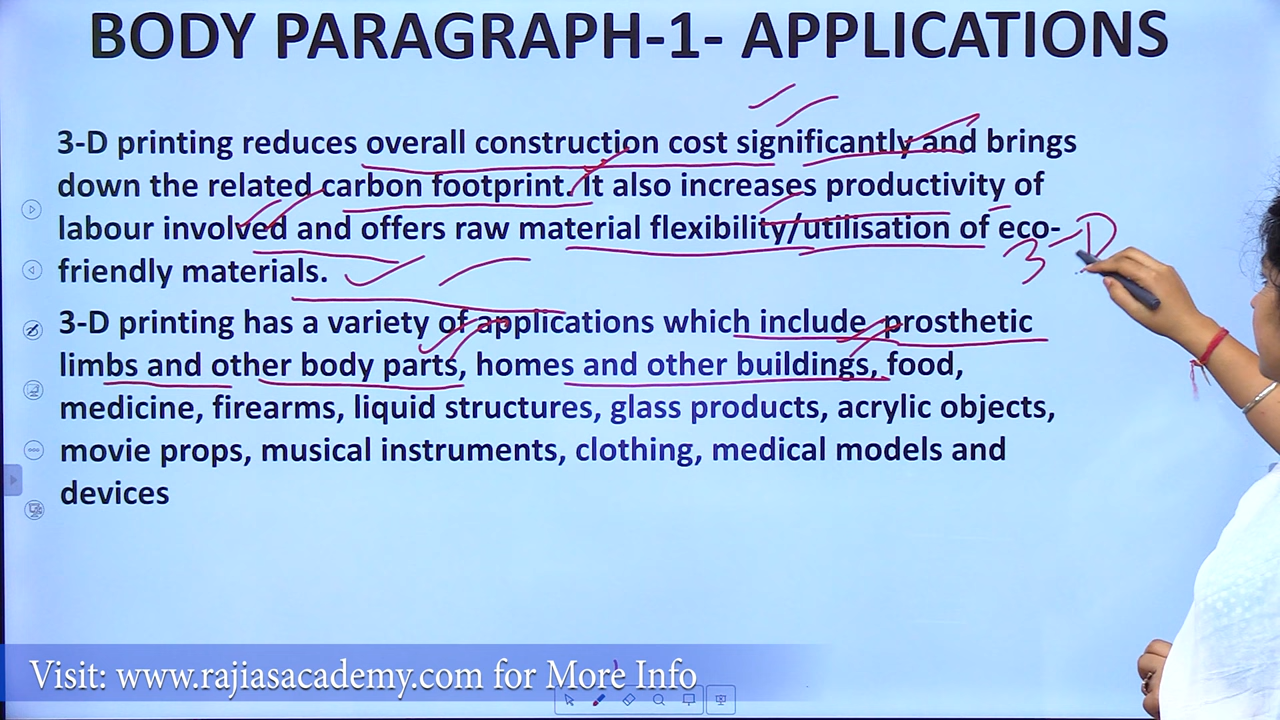 BODY PARAGRAPH-1- APPLICATIONS
3-D printing reduces overall construction cost significantly and brings
down the related carbon footprint. It also increases productivity of
labour involved and offers raw material flexibility/utilisation of eco-
friendly materials.
3-D
3-D printing has a variety of applications which include prosthetic
limbs and other body parts, homes and other buildings, food,
medicine, firearms, liquid structures, glass products, acrylic objects,
movie props, musical instruments, clothing, medical models and
devices
Visit: www.rajiasacademy.com for More Info